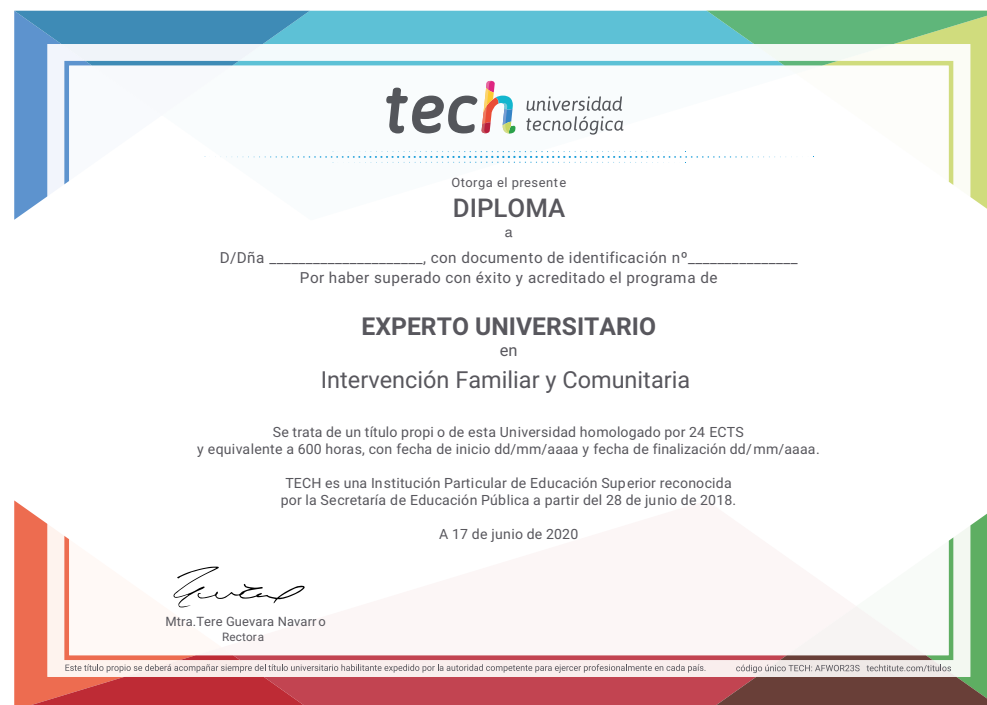 tech universidad
tecnológica
Otorga el presente
DIPLOMA
a
D/Dña ______________________, con documento de identificación nº________________
Por haber superado con éxito y acreditado el programa de
EXPERTO UNIVERSITARIO
en
Intervención Familiar y Comunitaria
Se trata de un título propi o de esta Universidad homologado por 24 ECTS
y equivalente a 600 horas, con fecha de inicio dd/mm/aaaa y fecha de finalización dd/mm/aaaa.
TECH es una Institución Particular de Educación Superior reconocida
por la Secretaría de Educación Pública a partir del 28 de junio de 2018.
A 17 de junio de 2020
Mtra.Tere Guevara Navarro
Rectora
Este título propio se deberá acompañar siempre del título universitario habilitante expedido por la autoridad competente para ejercer profesionalmente en cada país. código único TECH: AFWOR23S techtitute.com/titulos